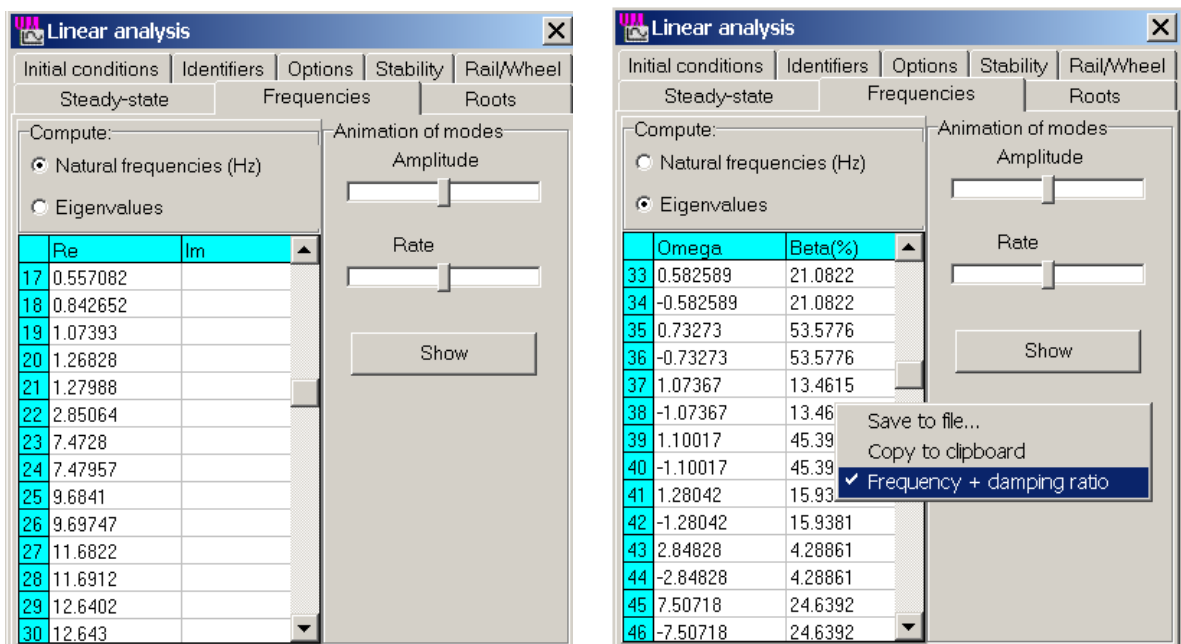 Linear analysis
Initial conditions Identifiers Options Stability Rail/Wheel
Steady-state Frequencies Roots
Compute:
Natural frequencies (Hz)
Eigenvalues
Animation of modes
Amplitude
Rate
Show
Re Im
17 0.557082
18 0.842652
19 1.07393
20 1.26828
21 1.27988
22 2.85064
23 7.4728
24 7.47957
25 9.6841
26 9.69747
27 11.6822
28 11.6912
29 12.6402
30 12.643
Linear analysis
Initial conditions Identifiers Options Stability Rail/Wheel
Steady-state Frequencies Roots
Compute:
Natural frequencies (Hz)
Eigenvalues
Animation of modes
Amplitude
Rate
Show
Omega Beta(%)
33 0.582589 21.0822
34 -0.582589 21.0822
35 0.73273 53.5776
36 -0.73273 53.5776
37 1.07367 13.4615
38 -1.07367 13.46
39 1.10017 45.39
40 -1.10017 45.39
41 1.28042 15.93
42 -1.28042 15.9381
43 2.84828 4.28861
44 -2.84828 4.28861
45 7.50718 24.6392
46 -7.50718 24.6392
Save to file...
Copy to clipboard
Frequency + damping ratio